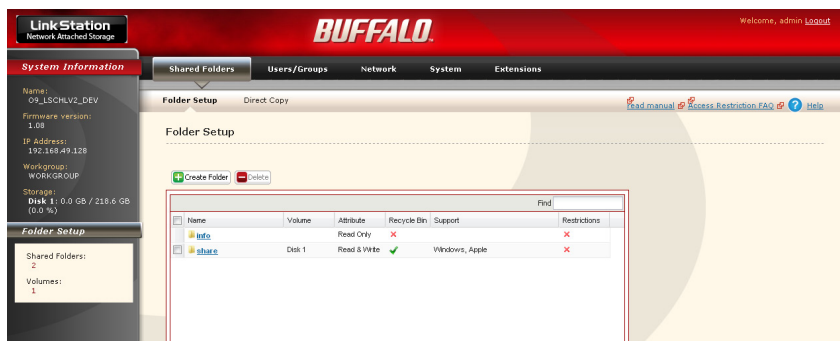 LinkStation
Network Attached Storage
BUFFALO
Welcome, admin Logout
System Information
Shared Folders Users/Groups Network System Extensions
Name:
O9_LSCHLV2_DEV
Folder Setup Direct Copy
Read manual Access Restriction FAQ Help
Firmware version:
1.08
Folder Setup
IP Address:
192.168.49.128
Workgroup:
WORKGROUP
Create Folder Delete
Storage:
Disk 1: 0.0 GB / 218.6 GB
(0.0 %)
Find
Name Volume Attribute Recycle Bin Support Restrictions
info Read Only
share Disk 1 Read & Write Windows, Apple
Folder Setup
Shared Folders:
2
Volumes:
1